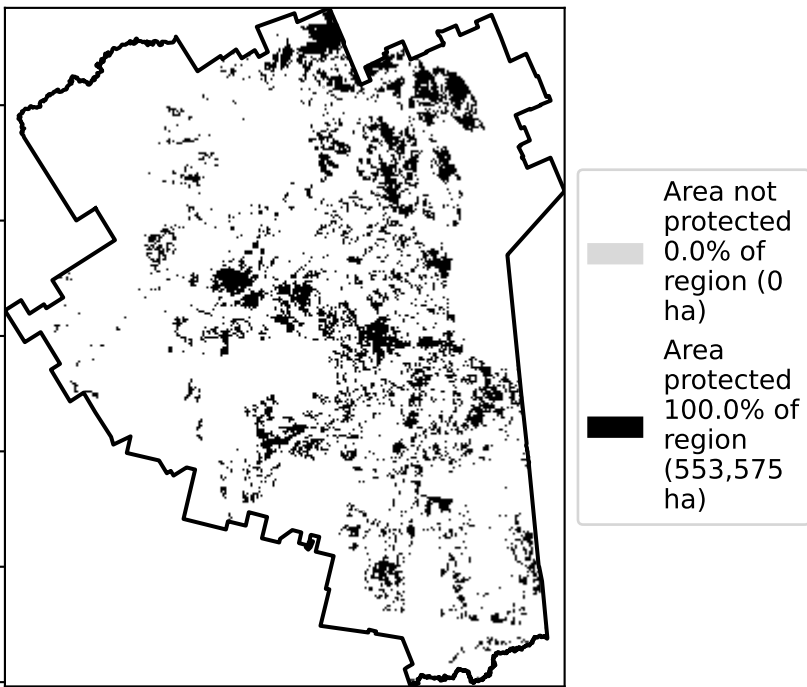 Area not
protected
0.0% of
region (0
ha)
Area
protected
100.0% of
region
(553,575
ha)